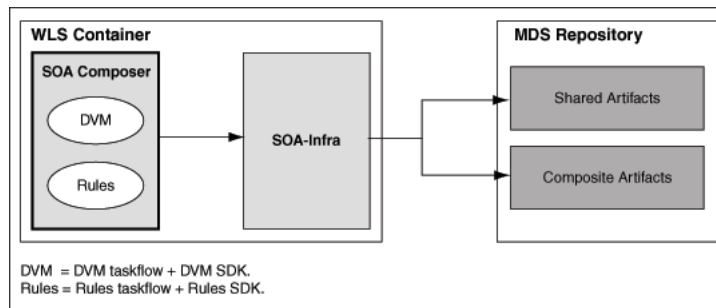 WLS Container
MDS Repository
SOA Composer
DVM
Rules
SOA-Infra
Shared Artifacts
Composite Artifacts
DVM = DVM taskflow + DVM SDK.
Rules = Rules taskflow + Rules SDK.